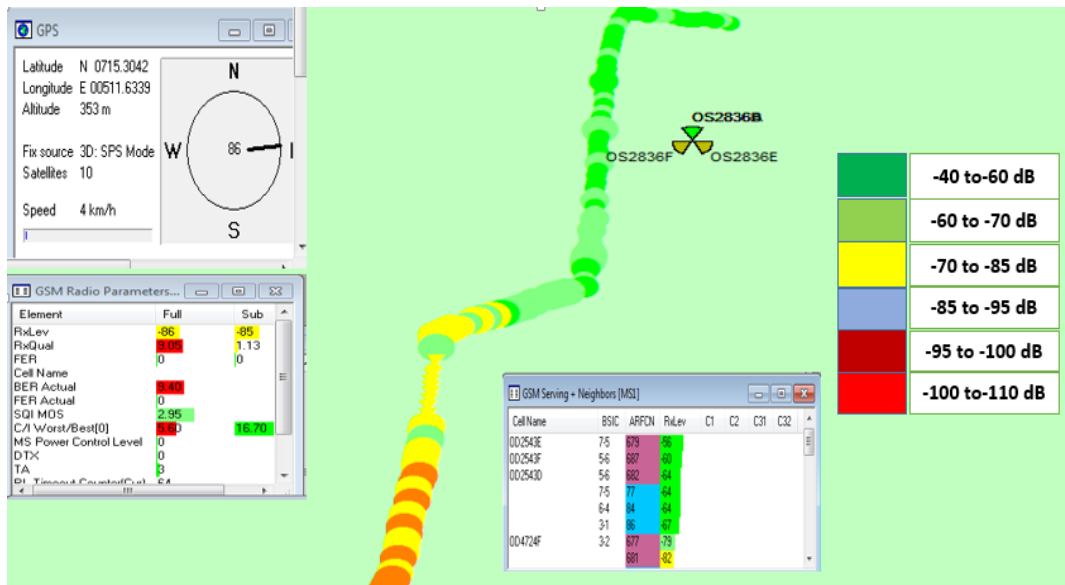 GPS
Latitude N 0715.3042
Longitude E 00511.6339
Altitude 353 m
Fix source 3D: SPS Mode
Satellites 10
Speed 4 km/h
N
W 86
S
GSM Radio Parameters...
Element Full Sub
RxLev -86 -85
RxQual 9.05 1.13
FER 0 0
Cell Name
BER Actual 9.40
FER Actual 0
SQI MOS 2.95
C/I Worst/Best[0] 5.60 16.70
MS Power Control Level 0
DTX 0
TA 3
RL Timeout Counter(Cur) 64
OS2836F OS2836E
-40 to-60 dB
-60 to -70 dB
-70 to -85 dB
-85 to -95 dB
-95 to -100 dB
-100 to-110 dB
GSM Serving + Neighbors [MS1]
Cell Name BSIC ARFCN RxLev C1 C2 C31 C32
OD2543E 7-5 679 -56
OD2543F 5-6 687 -60
OD2543D 5-6 682 -64
7-5 77 -64
6-4 84 -64
3-1 86 -67
OD4724F 3-2 677 -79
681 -82